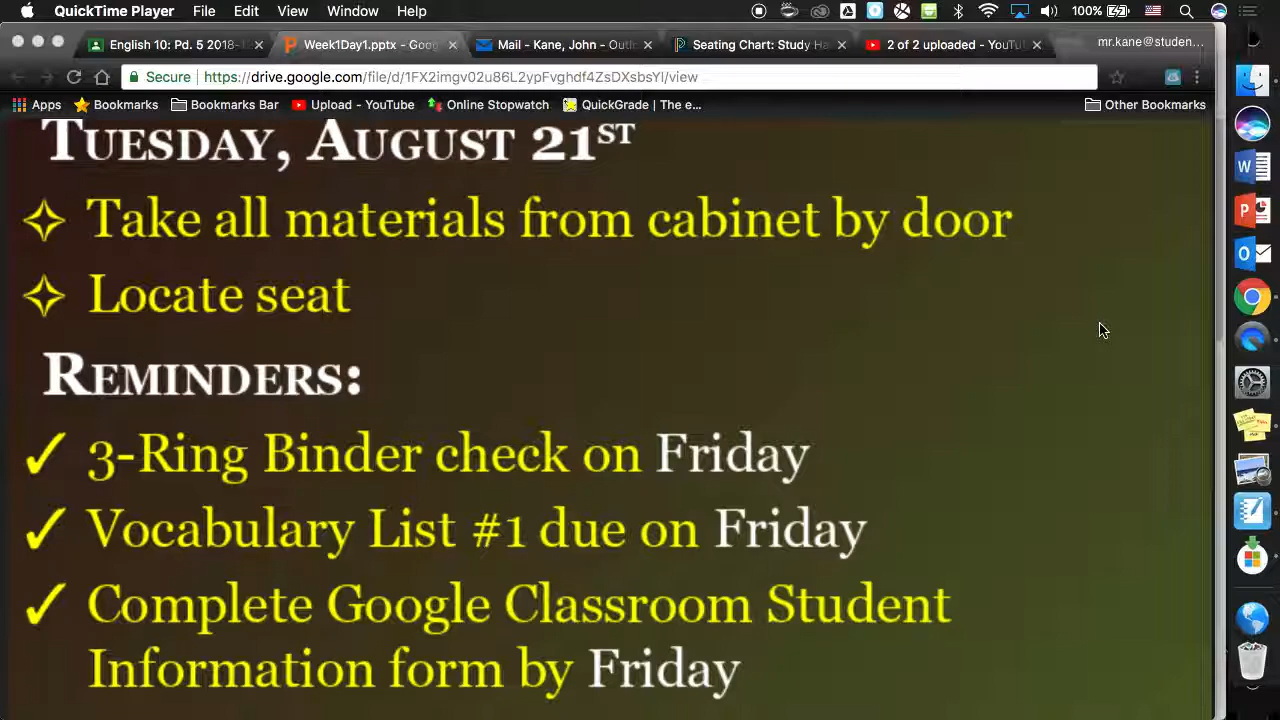 QuickTime Player File Edit View Window Help 100%
English 10: Pd. 5 2018-1 Week1Day1.pptx - Goog Mail - Kane, John - Outl Seating Chart: Study Ha 2 of 2 uploaded - YouTu mr.kane@studen...
Secure https://drive.google.com/file/d/1FX2imgv02u86L2ypFvghdf4ZsDXsbsYl/view
Apps Bookmarks Bookmarks Bar Upload - YouTube Online Stopwatch QuickGrade | The e... Other Bookmarks
Tuesday, August 21st
✧ Take all materials from cabinet by door
✧ Locate seat
Reminders:
✓ 3-Ring Binder check on Friday
✓ Vocabulary List #1 due on Friday
✓ Complete Google Classroom Student
Information form by Friday